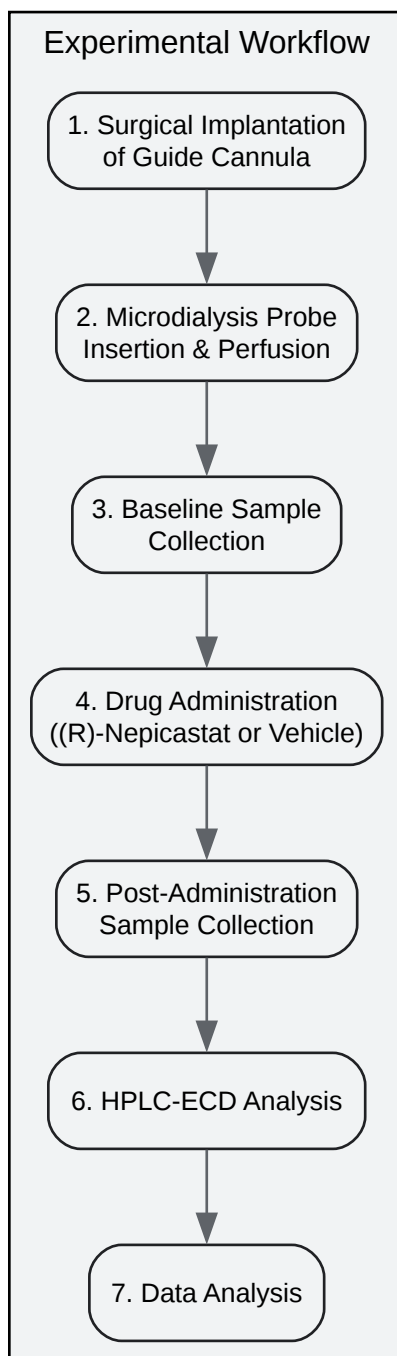 Experimental Workflow
1. Surgical Implantation
of Guide Cannula
2. Microdialysis Probe
Insertion & Perfusion
3. Baseline Sample
Collection
4. Drug Administration
((R)-Nepicastat or Vehicle)
5. Post-Administration
Sample Collection
6. HPLC-ECD Analysis
7. Data Analysis